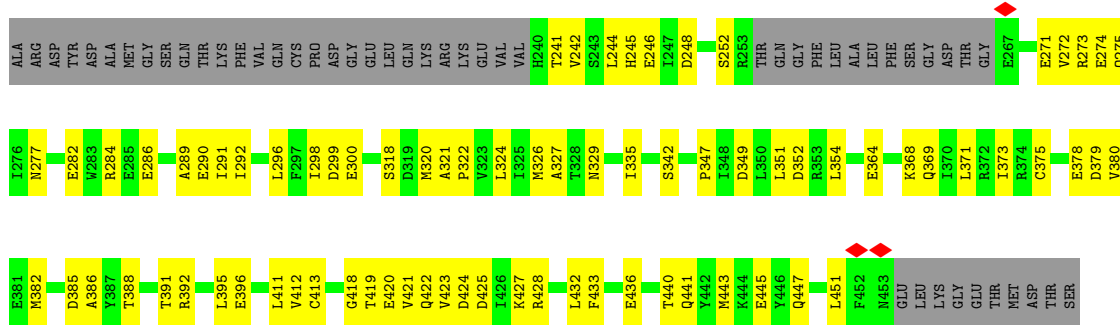 ALA ARG ASP TYR ASP ALA MET GLY SER GLN THR LYS PHE VAL GLN CYS PRO ASP GLY GLU LEU GLN LYS ARG LYS GLU VAL VAL H240 T241 V242 S243 L244 H245 E246 I247 D248 S252 R253 THR GLN GLY PHE LEU ALA LEU PHE SER GLY ASP THR GLY E267 E271 V272 R273 E274
I276 N277 E282 W283 R284 E285 E286 A289 E290 I291 I292 L296 F297 I298 D299 E300 S318 D319 M320 A321 P322 V323 L324 I325 M326 A327 T328 N329 I335 S342 P347 I348 D349 L350 L351 D352 R353 L354 E364 K368 Q369 I370 L371 R372 I373 R374 C375 E378 D379 V380
E381 M382 D385 A386 Y387 T388 T391 R392 L395 E396 L411 V412 C413 G418 T419 E420 V421 Q422 V423 D424 D425 I426 K427 R428 L432 F433 E436 T440 Q441 Y442 M443 K444 E445 Y446 Q447 L451 F452 N453 GLU LEU LYS GLY GLU THR MET ASP THR SER